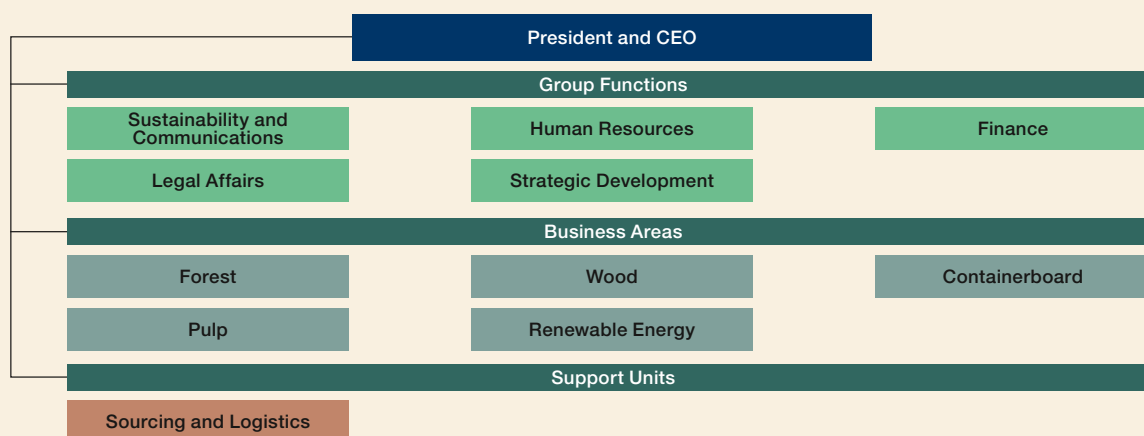 President and CEO
Group Functions
Sustainability and
Communications
Human Resources
Finance
Legal Affairs
Strategic Development
Business Areas
Forest
Wood
Containerboard
Pulp
Renewable Energy
Support Units
Sourcing and Logistics